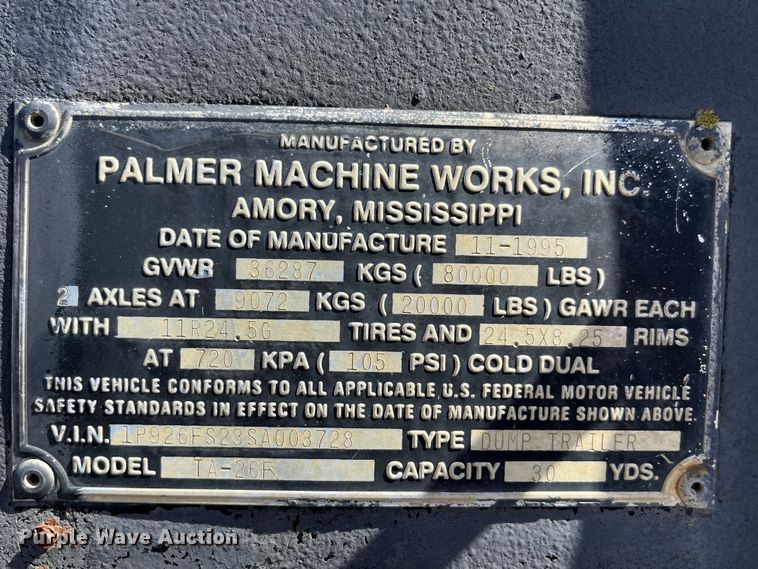 MANUFACTURED BY
PALMER MACHINE WORKS, INC.
AMORY, MISSISSIPPI
DATE OF MANUFACTURE 11-1995
GVWR 36287 KGS ( 80000 LBS )
2 AXLES AT 9072 KGS ( 20000 LBS ) GAWR EACH
WITH 11R24.5G TIRES AND 24.5X8.25 RIMS
AT 720 KPA ( 105 PSI ) COLD DUAL
THIS VEHICLE CONFORMS TO ALL APPLICABLE U.S. FEDERAL MOTOR VEHICLE
SAFETY STANDARDS IN EFFECT ON THE DATE OF MANUFACTURE SHOWN ABOVE.
V.I.N. 1P926FS23SA003728 TYPE DUMP TRAILER
MODEL TA-26F CAPACITY 30 YDS.
Purple Wave Auction